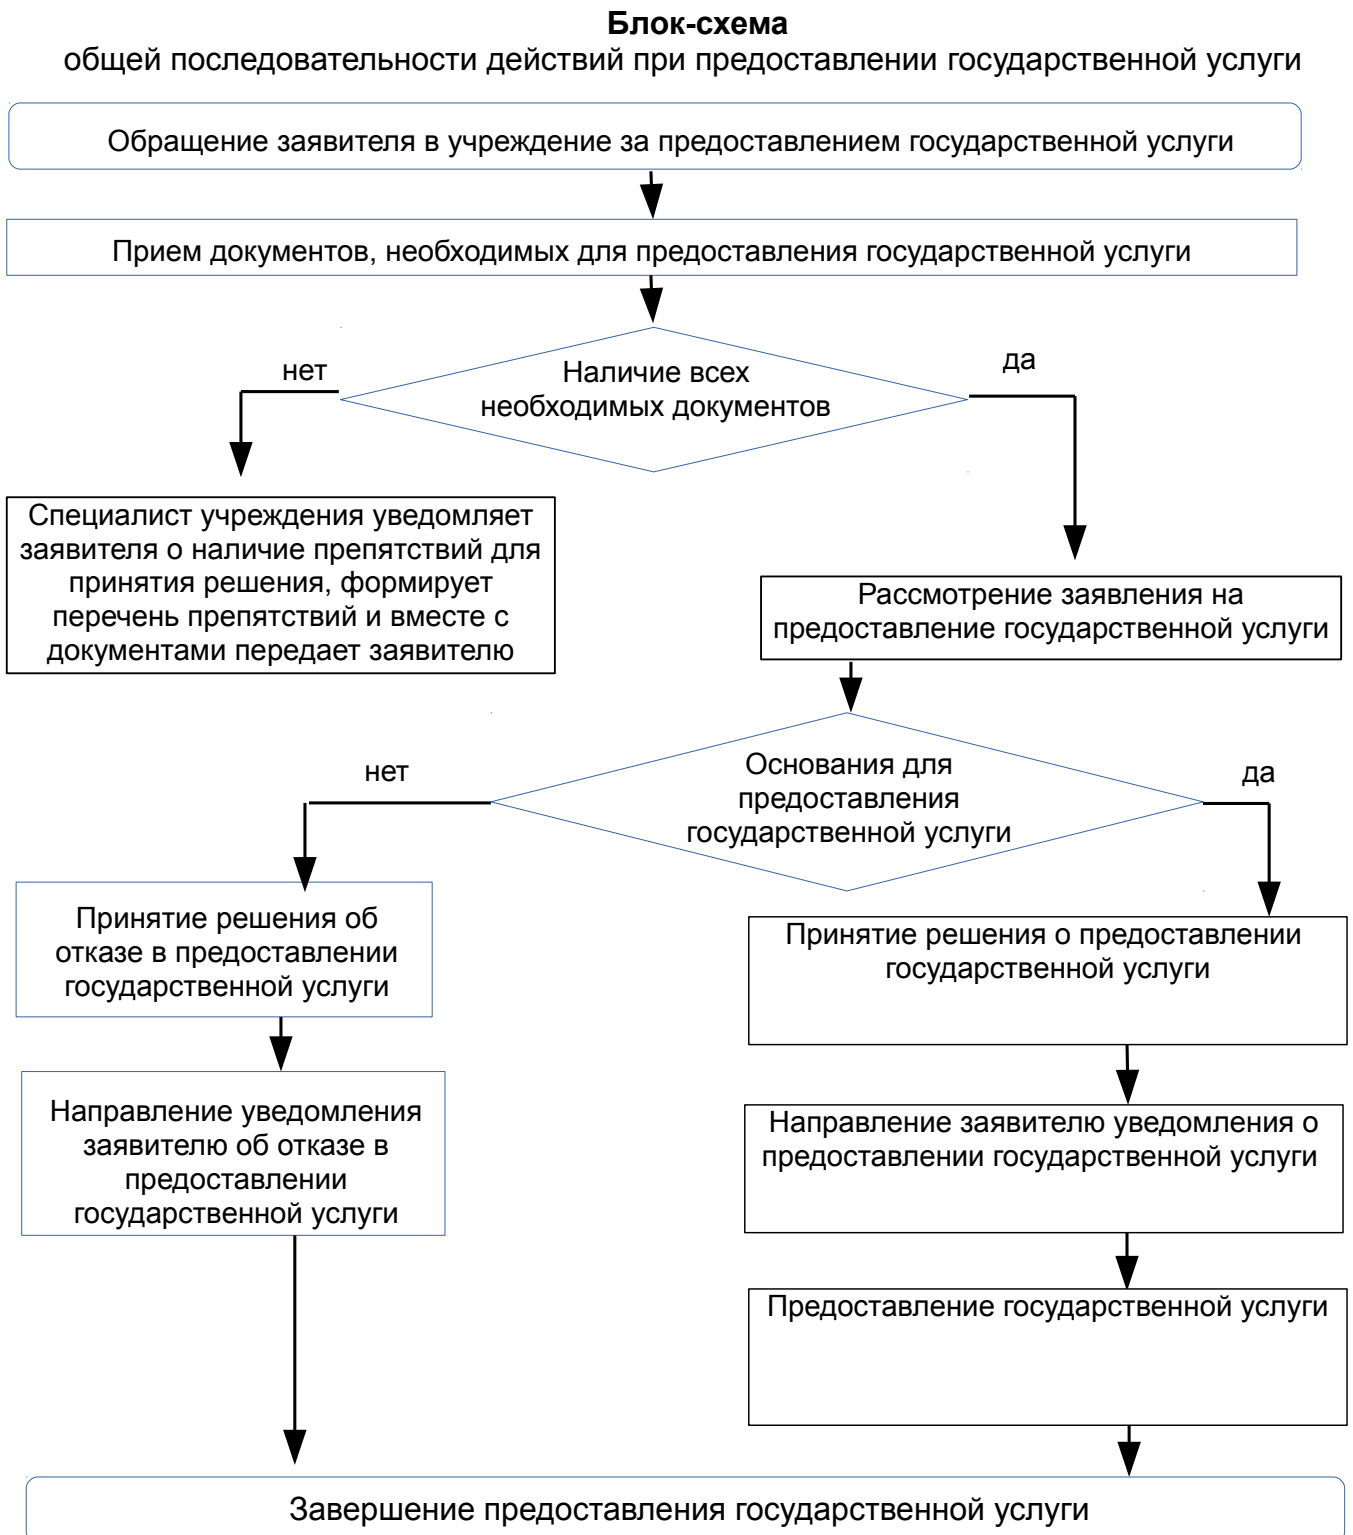 Блок-схема
общей последовательности действий при предоставлении государственной услуги
Обращение заявителя в учреждение за предоставлением государственной услуги
Прием документов, необходимых для предоставления государственной услуги
нет
Наличие всех
необходимых документов
да
Специалист учреждения уведомляет
заявителя о наличие препятствий для
принятия решения, формирует
перечень препятствий и вместе с
документами передает заявителю
Рассмотрение заявления на
предоставление государственной услуги
нет
Основания для
предоставления
государственной услуги
да
Принятие решения об
отказе в предоставлении
государственной услуги
Принятие решения о предоставлении
государственной услуги
Направление уведомления
заявителю об отказе в
предоставлении
государственной услуги
Направление заявителю уведомления о
предоставлении государственной услуги
Предоставление государственной услуги
Завершение предоставления государственной услуги